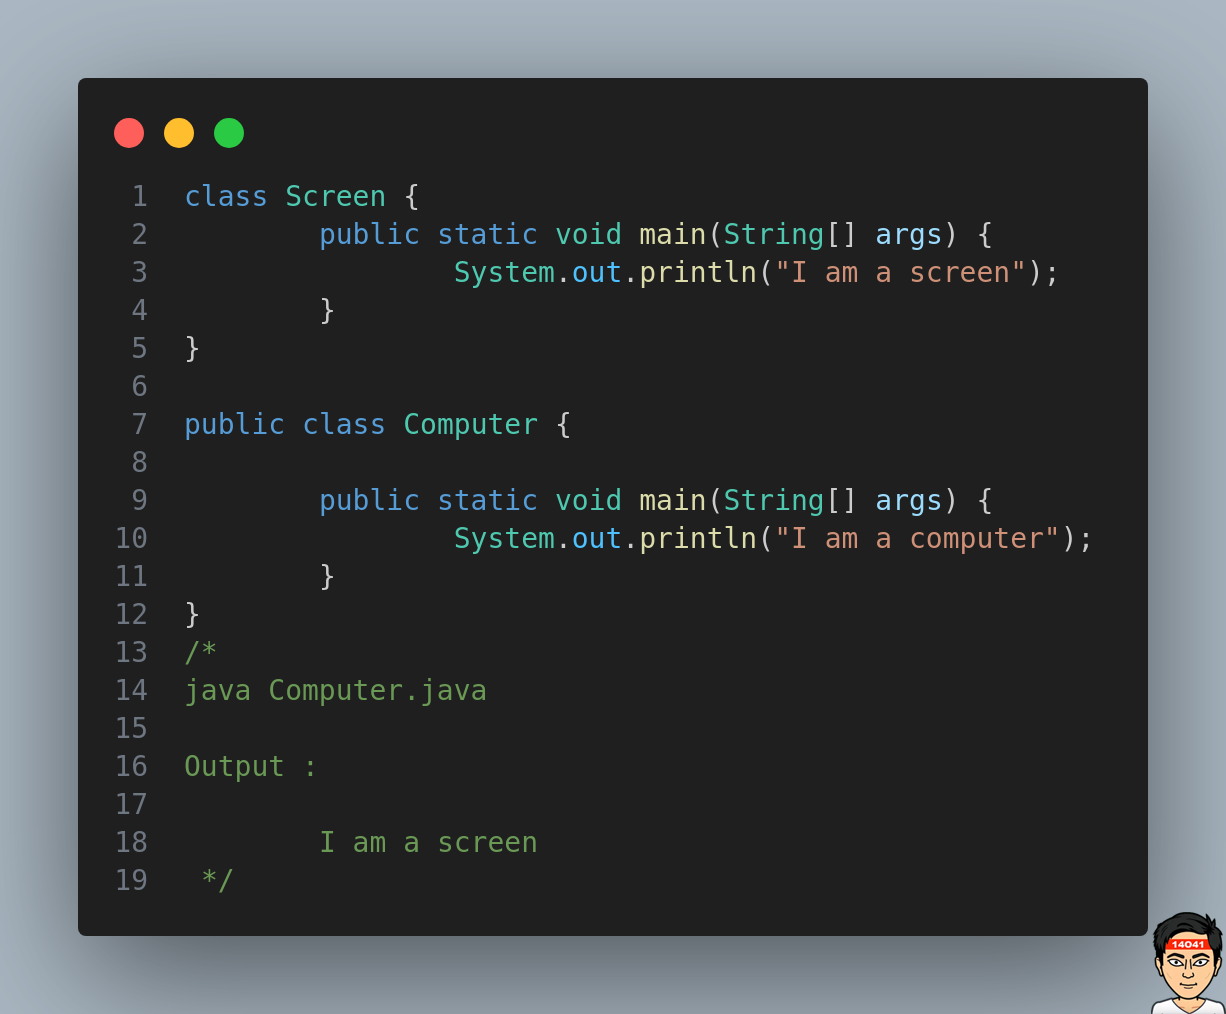 1 class Screen {
2 public static void main(String[] args) {
3 System.out.println("I am a screen");
4 }
5 }
6
7 public class Computer {
8
9 public static void main(String[] args) {
10 System.out.println("I am a computer");
11 }
12 }
13 /*
14 java Computer.java
15
16 Output :
17
18 I am a screen
19 */
14041